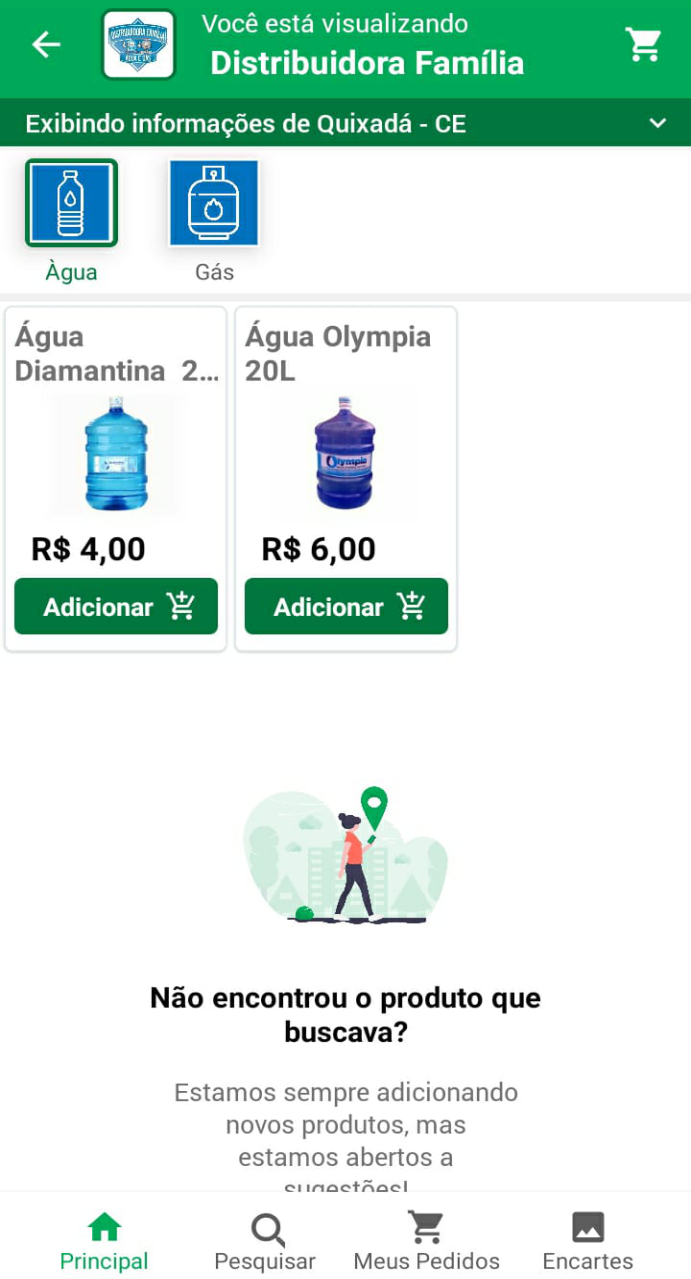 Você está visualizando
Distribuidora Família
DISTRIBUIDORA FAMÍLIA
Exibindo informações de Quixadá - CE
Àgua
Gás
Água
Diamantina 2...
Água Olympia
20L
Olympia
R$ 4,00
R$ 6,00
Adicionar
Adicionar
Não encontrou o produto que
buscava?
Estamos sempre adicionando
novos produtos, mas
estamos abertos a
sugestões!
Principal
Pesquisar
Meus Pedidos
Encartes